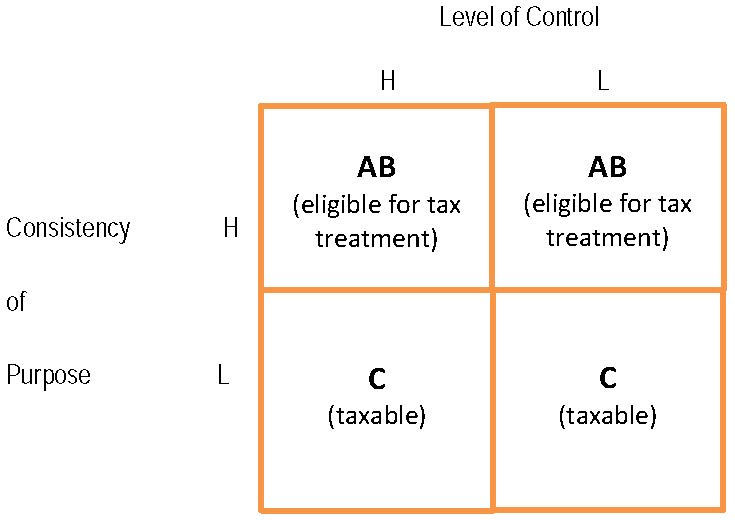 Level of Control
H L
AB AB
(eligible for tax (eligible for tax
treatment) treatment)
Consistency H
of
Purpose L
C C
(taxable) (taxable)